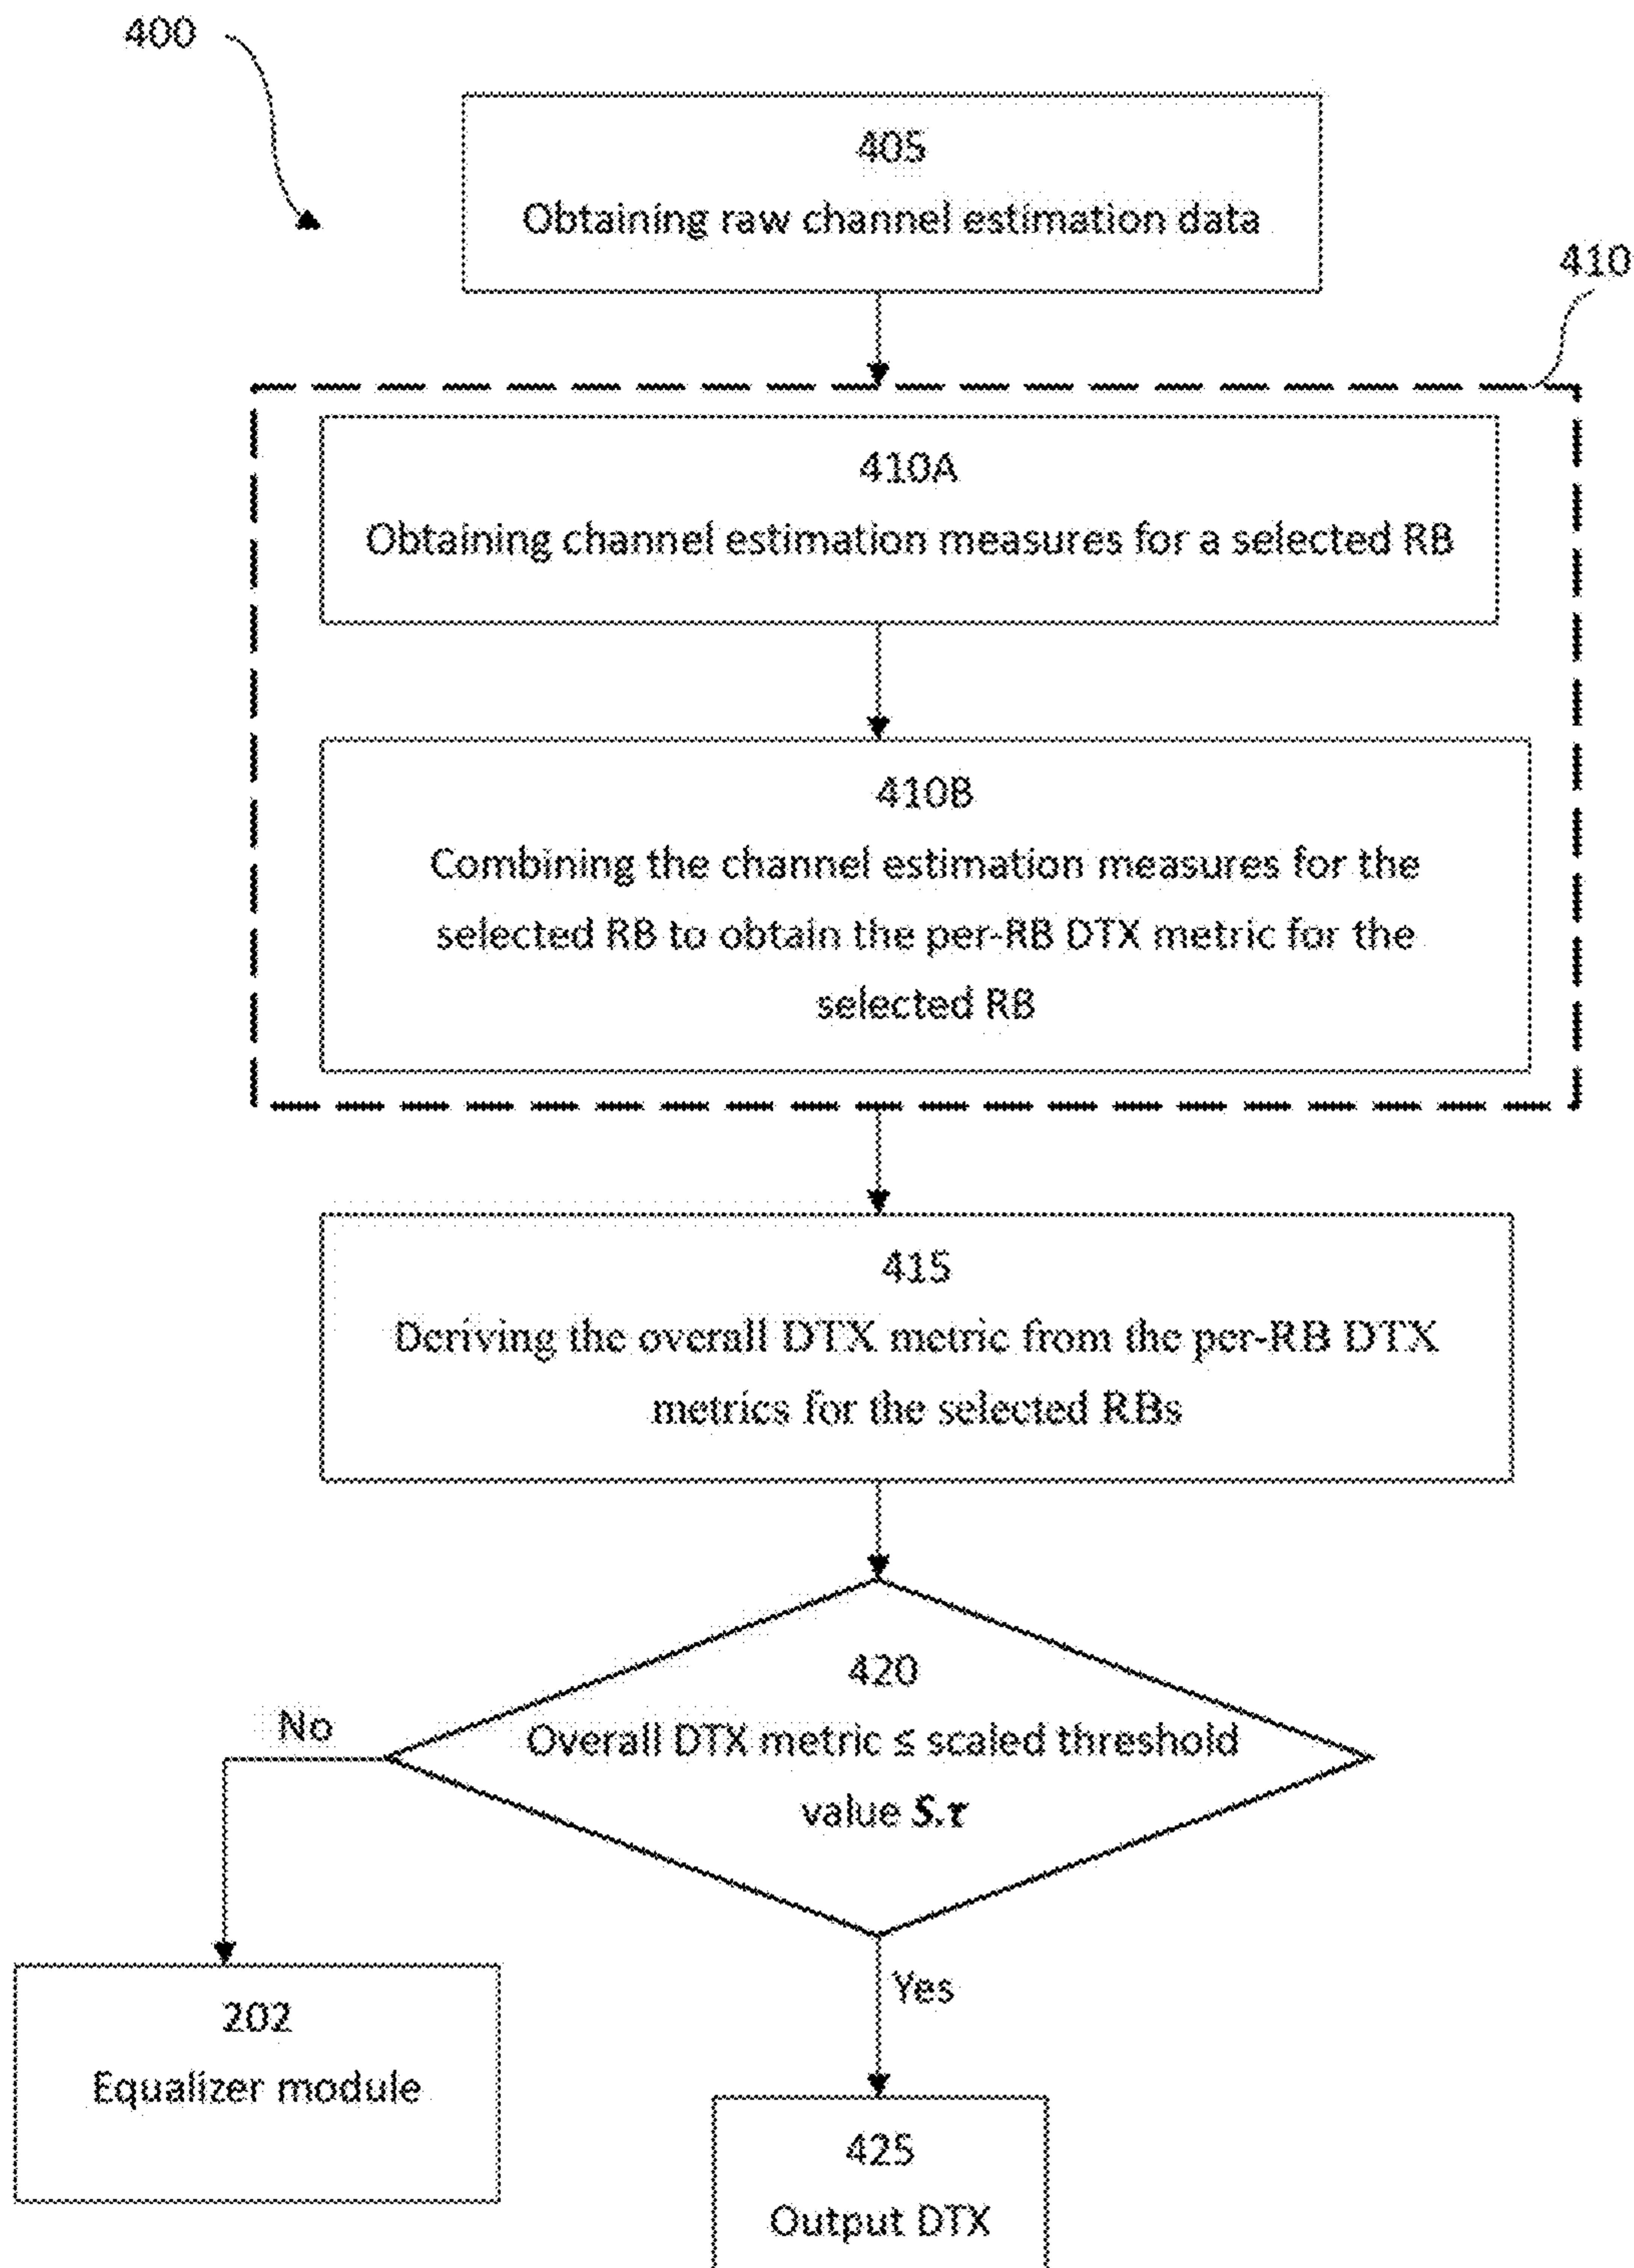 400
405
Obtaining raw channel estimation data
410
410A
Obtaining channel estimation measures for a selected RB
410B
Combining the channel estimation measures for the
selected RB to obtain the per-RB DTX metric for the
selected RB
415
Deriving the overall DTX metric from the per-RB DTX
metrics for the selected RBs
420
Overall DTX metric ≤ scaled threshold
value S.τ
No
Yes
202
Equalizer module
425
Output DTX